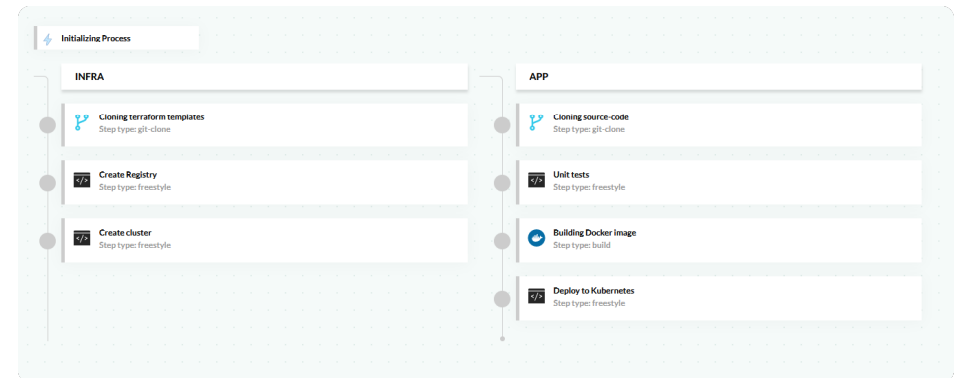 Initializing Process
INFRA
Cloning terraform templates
Step type: git-clone
Create Registry
Step type: freestyle
Create cluster
Step type: freestyle
APP
Cloning source-code
Step type: git-clone
Unit tests
Step type: freestyle
Building Docker image
Step type: build
Deploy to Kubernetes
Step type: freestyle